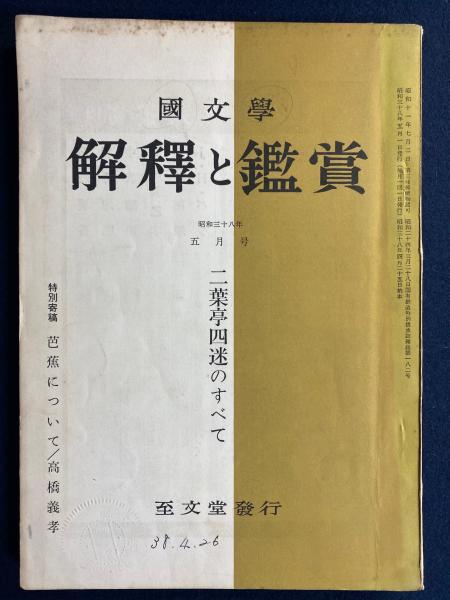 國文學
解釋と鑑賞
昭和三十八年
五月号
二葉亭四迷のすべて
特別寄稿 芭蕉について／高橋義孝
至文堂發行
38.4.26